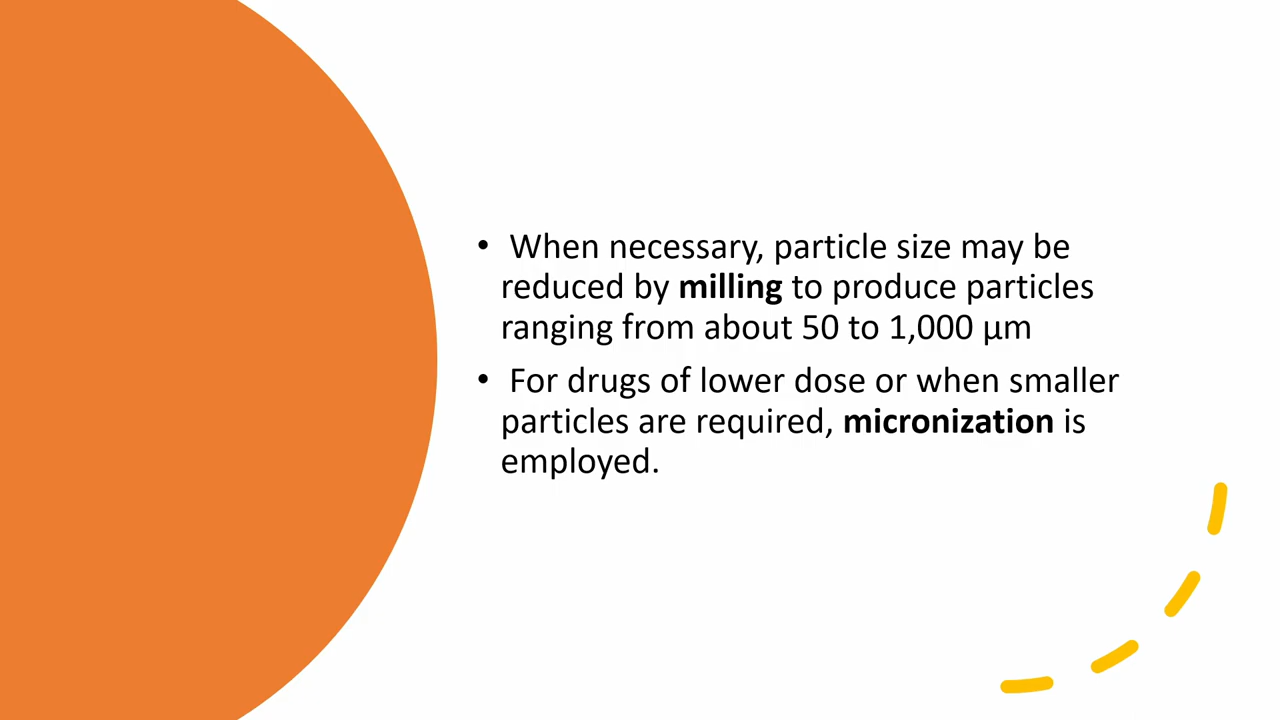 • When necessary, particle size may be
reduced by milling to produce particles
ranging from about 50 to 1,000 µm
• For drugs of lower dose or when smaller
particles are required, micronization is
employed.